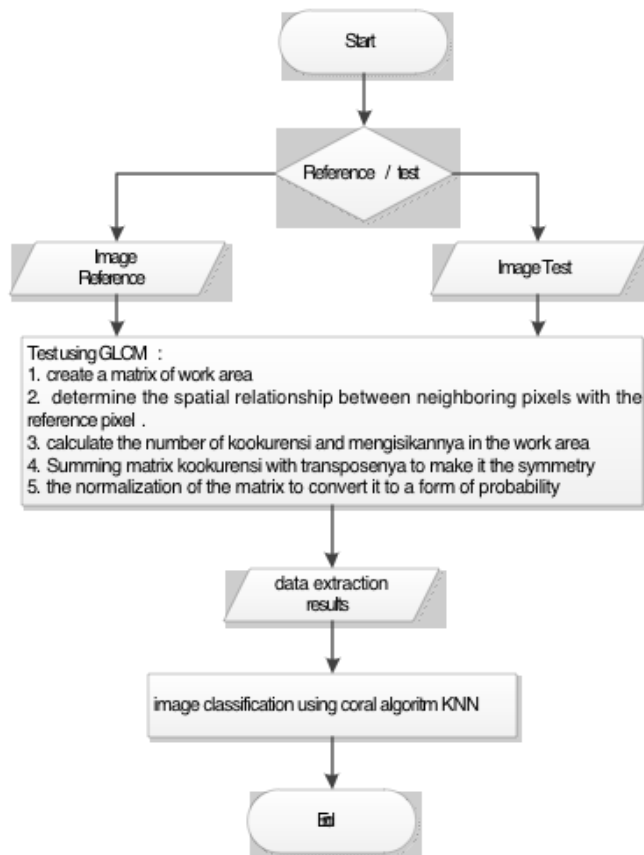 Start
Reference / test
Image
Reference
Image Test
Test using GLCM :
1. create a matrix of work area
2. determine the spatial relationship between neighboring pixels with the
reference pixel .
3. calculate the number of kookurensi and mengisikannya in the work area
4. Summing matrix kookurensi with transposenya to make it the symmetry
5. the normalization of the matrix to convert it to a form of probability
data extraction
results
image classification using coral algoritm KNN
End